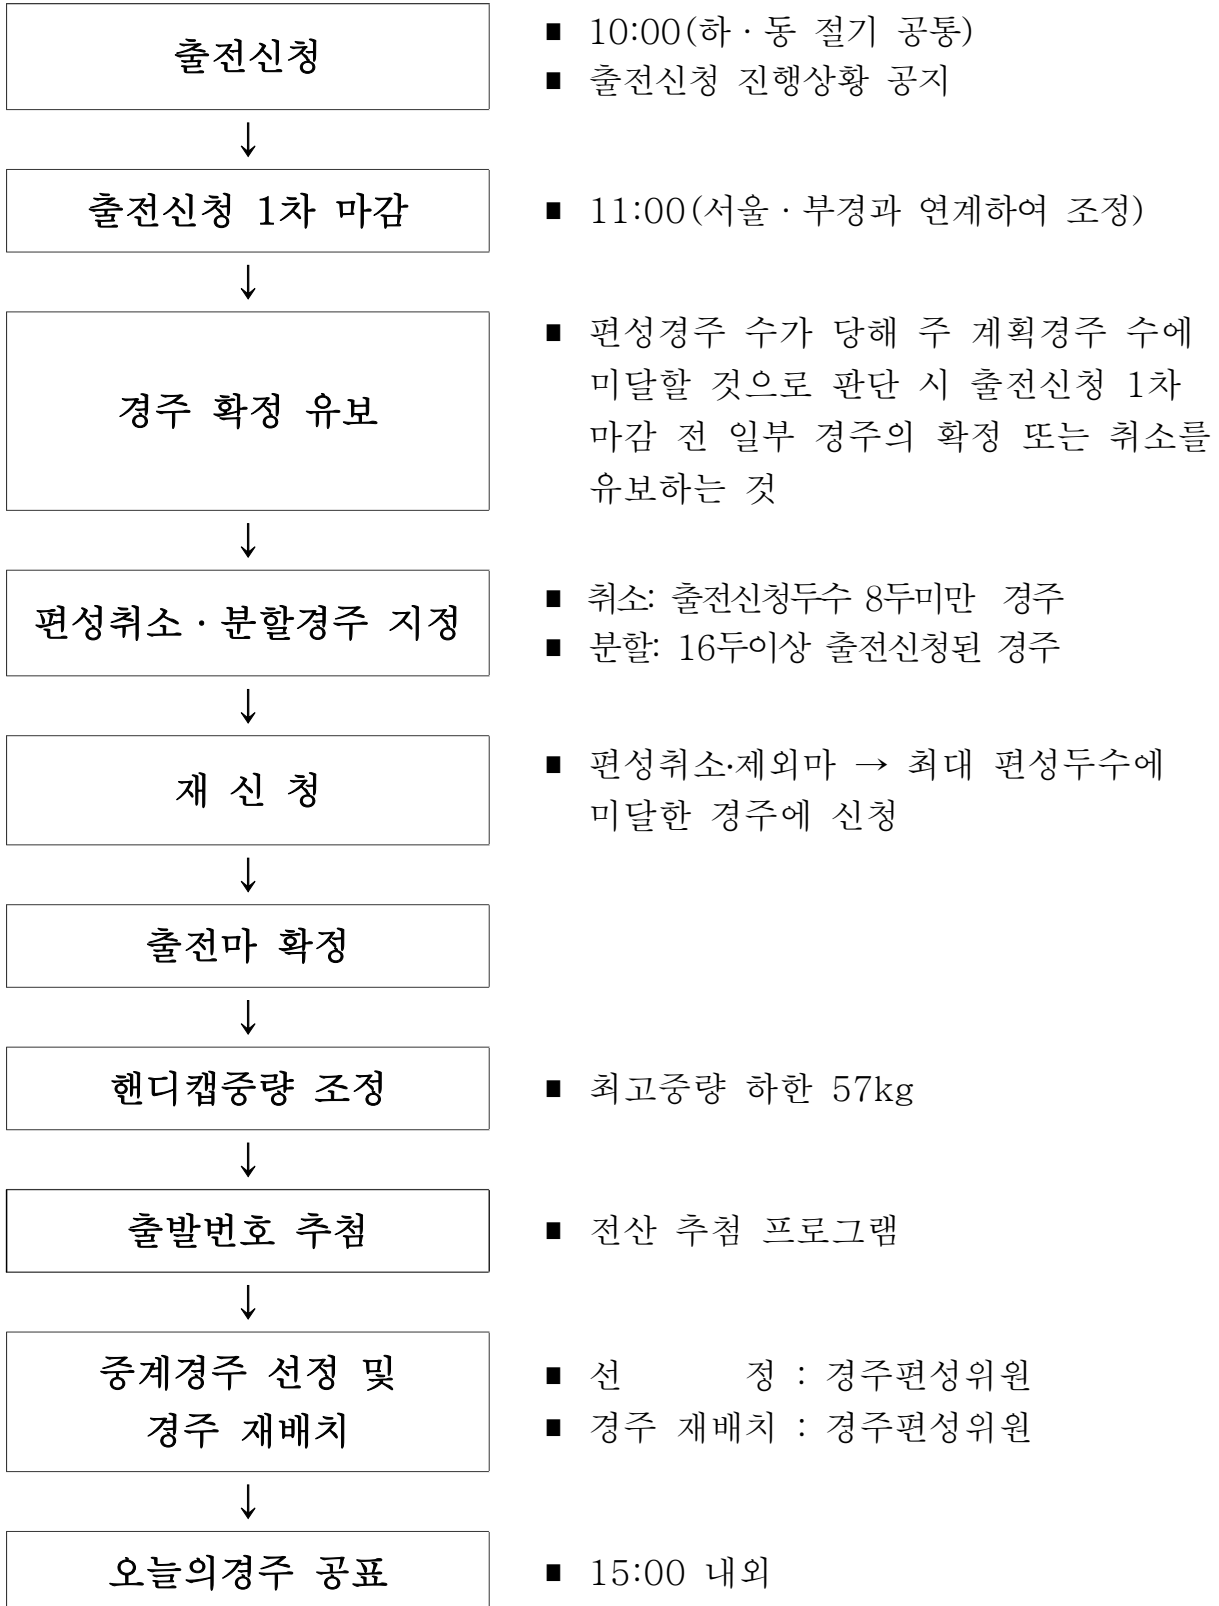 출전신청
■ 10:00(하·동 절기 공통)
■ 출전신청 진행상황 공지
↓
출전신청 1차 마감
■ 11:00(서울·부경과 연계하여 조정)
↓
경주 확정 유보
■ 편성경주 수가 당해 주 계획경주 수에
미달할 것으로 판단 시 출전신청 1차
마감 전 일부 경주의 확정 또는 취소를
유보하는 것
↓
편성취소·분할경주 지정
■ 취소: 출전신청두수 8두미만 경주
■ 분할: 16두이상 출전신청된 경주
↓
재 신 청
■ 편성취소·제외마 → 최대 편성두수에
미달한 경주에 신청
↓
출전마 확정
↓
핸디캡중량 조정
■ 최고중량 하한 57kg
↓
출발번호 추첨
■ 전산 추첨 프로그램
↓
중계경주 선정 및
경주 재배치
■ 선 정 : 경주편성위원
■ 경주 재배치 : 경주편성위원
↓
오늘의경주 공표
■ 15:00 내외